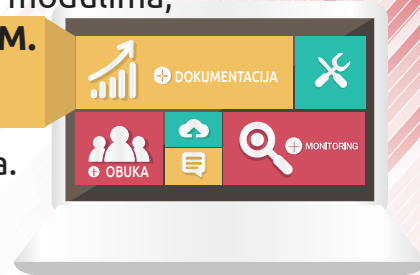 modulima,
M.
DOKUMENTACIJA
a.
OBUKA
MONITORING